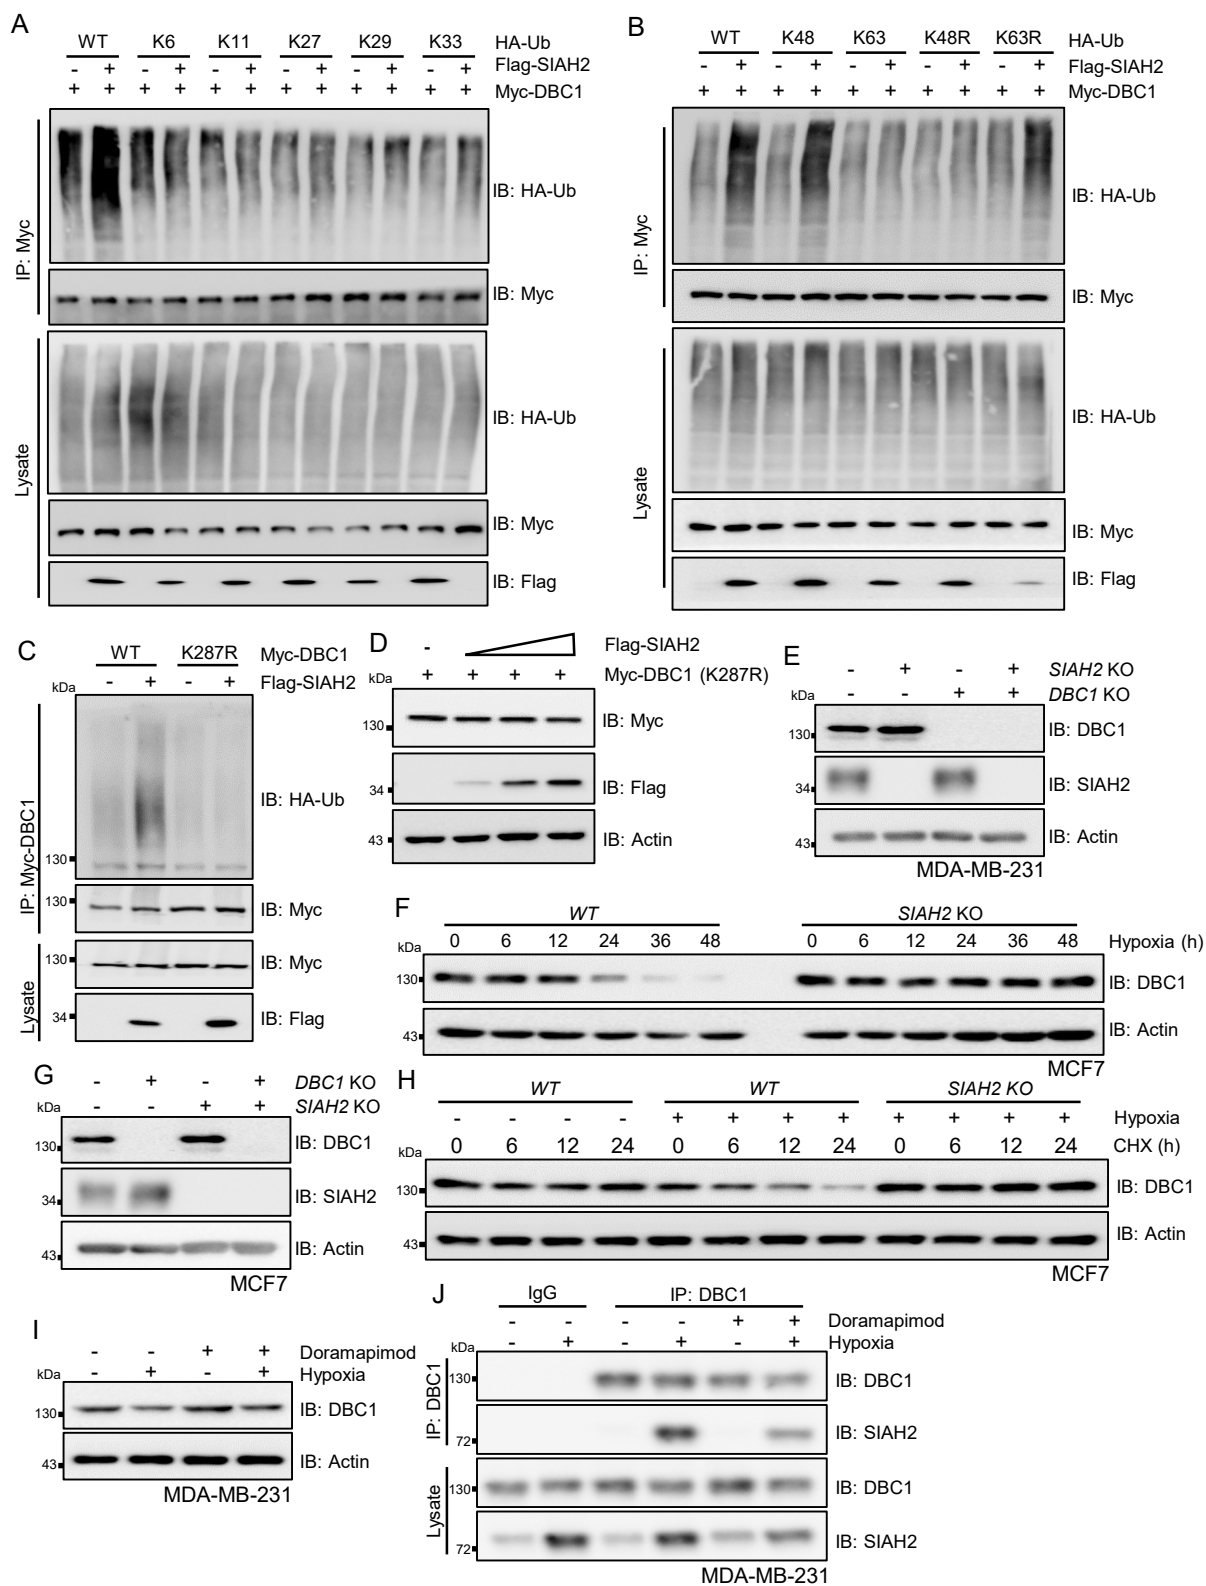 A
WT K6 K11 K27 K29 K33 HA-Ub
- + - + - + - + - + - + Flag-SIAH2
+ + + + + + + + + + + + Myc-DBC1
IP: Myc
IB: HA-Ub
IB: Myc
Lysate
IB: HA-Ub
IB: Myc
IB: Flag
B
WT K48 K63 K48R K63R HA-Ub
- + - + - + - + - + Flag-SIAH2
+ + + + + + + + + + Myc-DBC1
IP: Myc
IB: HA-Ub
IB: Myc
Lysate
IB: HA-Ub
IB: Myc
IB: Flag
C
WT K287R Myc-DBC1
- + - + Flag-SIAH2
kDa
IP: Myc-DBC1
IB: HA-Ub
130
130 IB: Myc
Lysate
130 IB: Myc
34 IB: Flag
D
- Flag-SIAH2
+ + + + Myc-DBC1 (K287R)
kDa
130 IB: Myc
34 IB: Flag
43 IB: Actin
E
- + - + SIAH2 KO
- - + + DBC1 KO
kDa
130 IB: DBC1
34 IB: SIAH2
43 IB: Actin
MDA-MB-231
F
WT SIAH2 KO
0 6 12 24 36 48 0 6 12 24 36 48 Hypoxia (h)
kDa
130 IB: DBC1
43 IB: Actin
MCF7
G
- + - + DBC1 KO
- - + + SIAH2 KO
kDa
130 IB: DBC1
34 IB: SIAH2
43 IB: Actin
MCF7
H
WT WT SIAH2 KO
- - - - + + + + + + + + Hypoxia
0 6 12 24 0 6 12 24 0 6 12 24 CHX (h)
kDa
130 IB: DBC1
43 IB: Actin
MCF7
I
- - + + Doramapimod
- + - + Hypoxia
kDa
130 IB: DBC1
43 IB: Actin
MDA-MB-231
J
IgG IP: DBC1
- - - - + + Doramapimod
- + - + - + Hypoxia
kDa
IP: DBC1
130 IB: DBC1
72 IB: SIAH2
Lysate
130 IB: DBC1
72 IB: SIAH2
MDA-MB-231